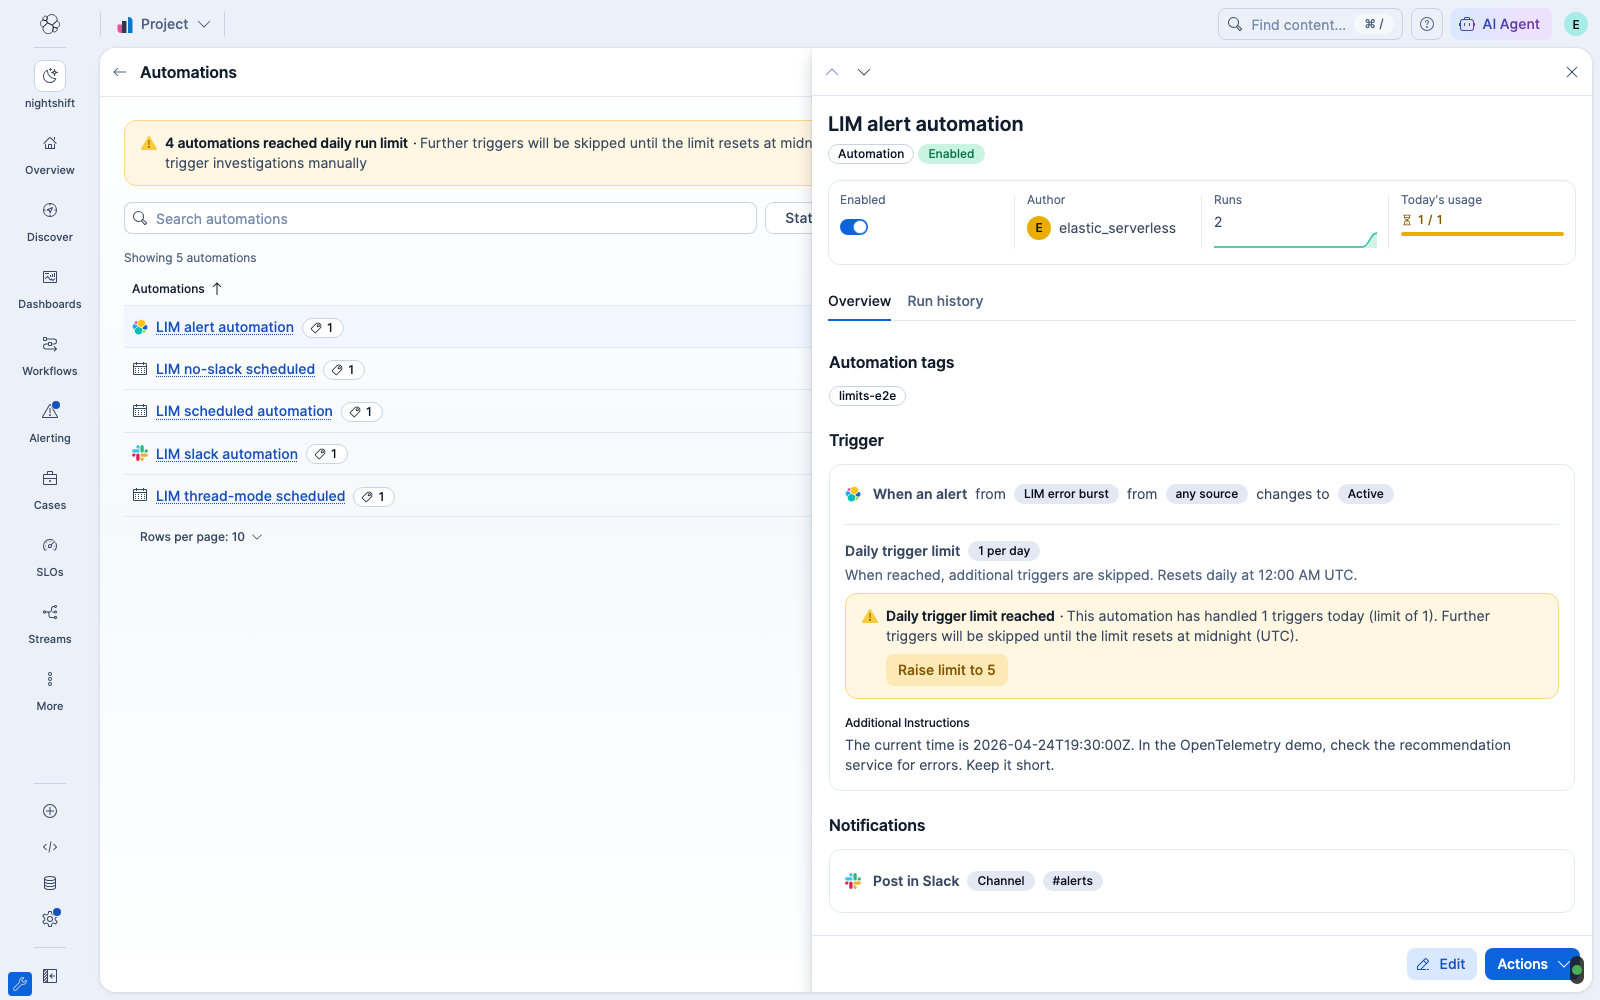 Project
Find content...
⌘ /
AI Agent
E
nightshift
Overview
Discover
Dashboards
Workflows
Alerting
Cases
SLOs
Streams
More
Automations
4 automations reached daily run limit · Further triggers will be skipped until the limit resets at midn
trigger investigations manually
Search automations
Stat
Showing 5 automations
Automations
LIM alert automation 1
LIM no-slack scheduled 1
LIM scheduled automation 1
LIM slack automation 1
LIM thread-mode scheduled 1
Rows per page: 10
LIM alert automation
Automation Enabled
Enabled
Author
E elastic_serverless
Runs
2
Today's usage
1 / 1
Overview Run history
Automation tags
limits-e2e
Trigger
When an alert from LIM error burst from any source changes to Active
Daily trigger limit 1 per day
When reached, additional triggers are skipped. Resets daily at 12:00 AM UTC.
Daily trigger limit reached · This automation has handled 1 triggers today (limit of 1). Further
triggers will be skipped until the limit resets at midnight (UTC).
Raise limit to 5
Additional Instructions
The current time is 2026-04-24T19:30:00Z. In the OpenTelemetry demo, check the recommendation
service for errors. Keep it short.
Notifications
Post in Slack Channel #alerts
Edit
Actions